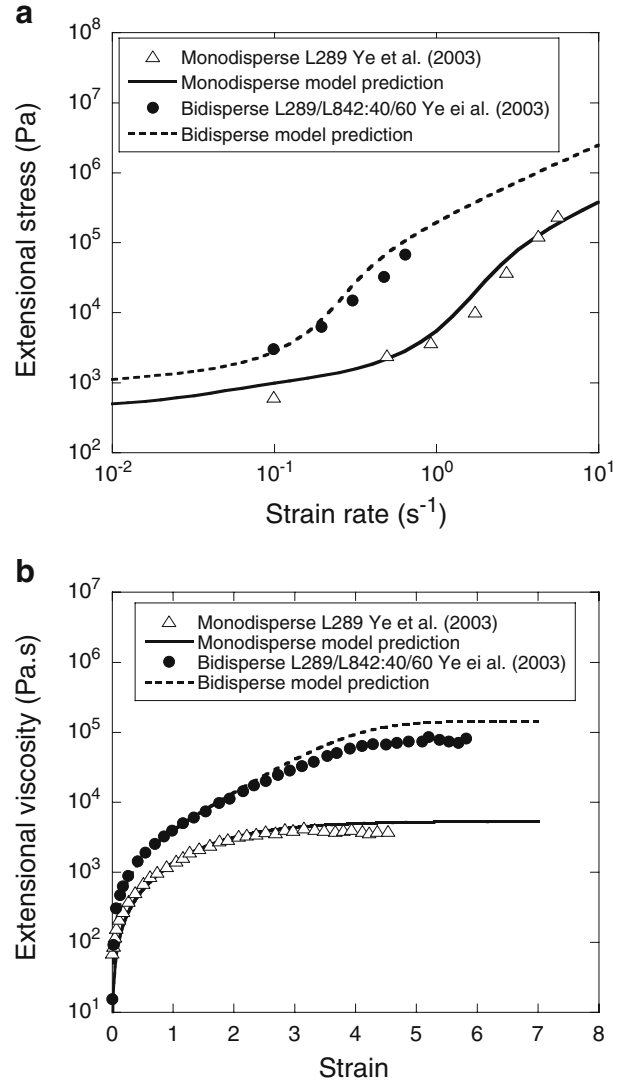 a
10^8
10^7
10^6
10^5
10^4
10^3
10^2
Extensional stress (Pa)
Monodisperse L289 Ye et al. (2003)
Monodisperse model prediction
Bidisperse L289/L842:40/60 Ye ei al. (2003)
Bidisperse model prediction
10^-2 10^-1 10^0 10^1
Strain rate (s^-1)
b
10^7
10^6
10^5
10^4
10^3
10^2
10^1
Extensional viscosity (Pa.s)
Monodisperse L289 Ye et al. (2003)
Monodisperse model prediction
Bidisperse L289/L842:40/60 Ye ei al. (2003)
Bidisperse model prediction
0 1 2 3 4 5 6 7 8
Strain